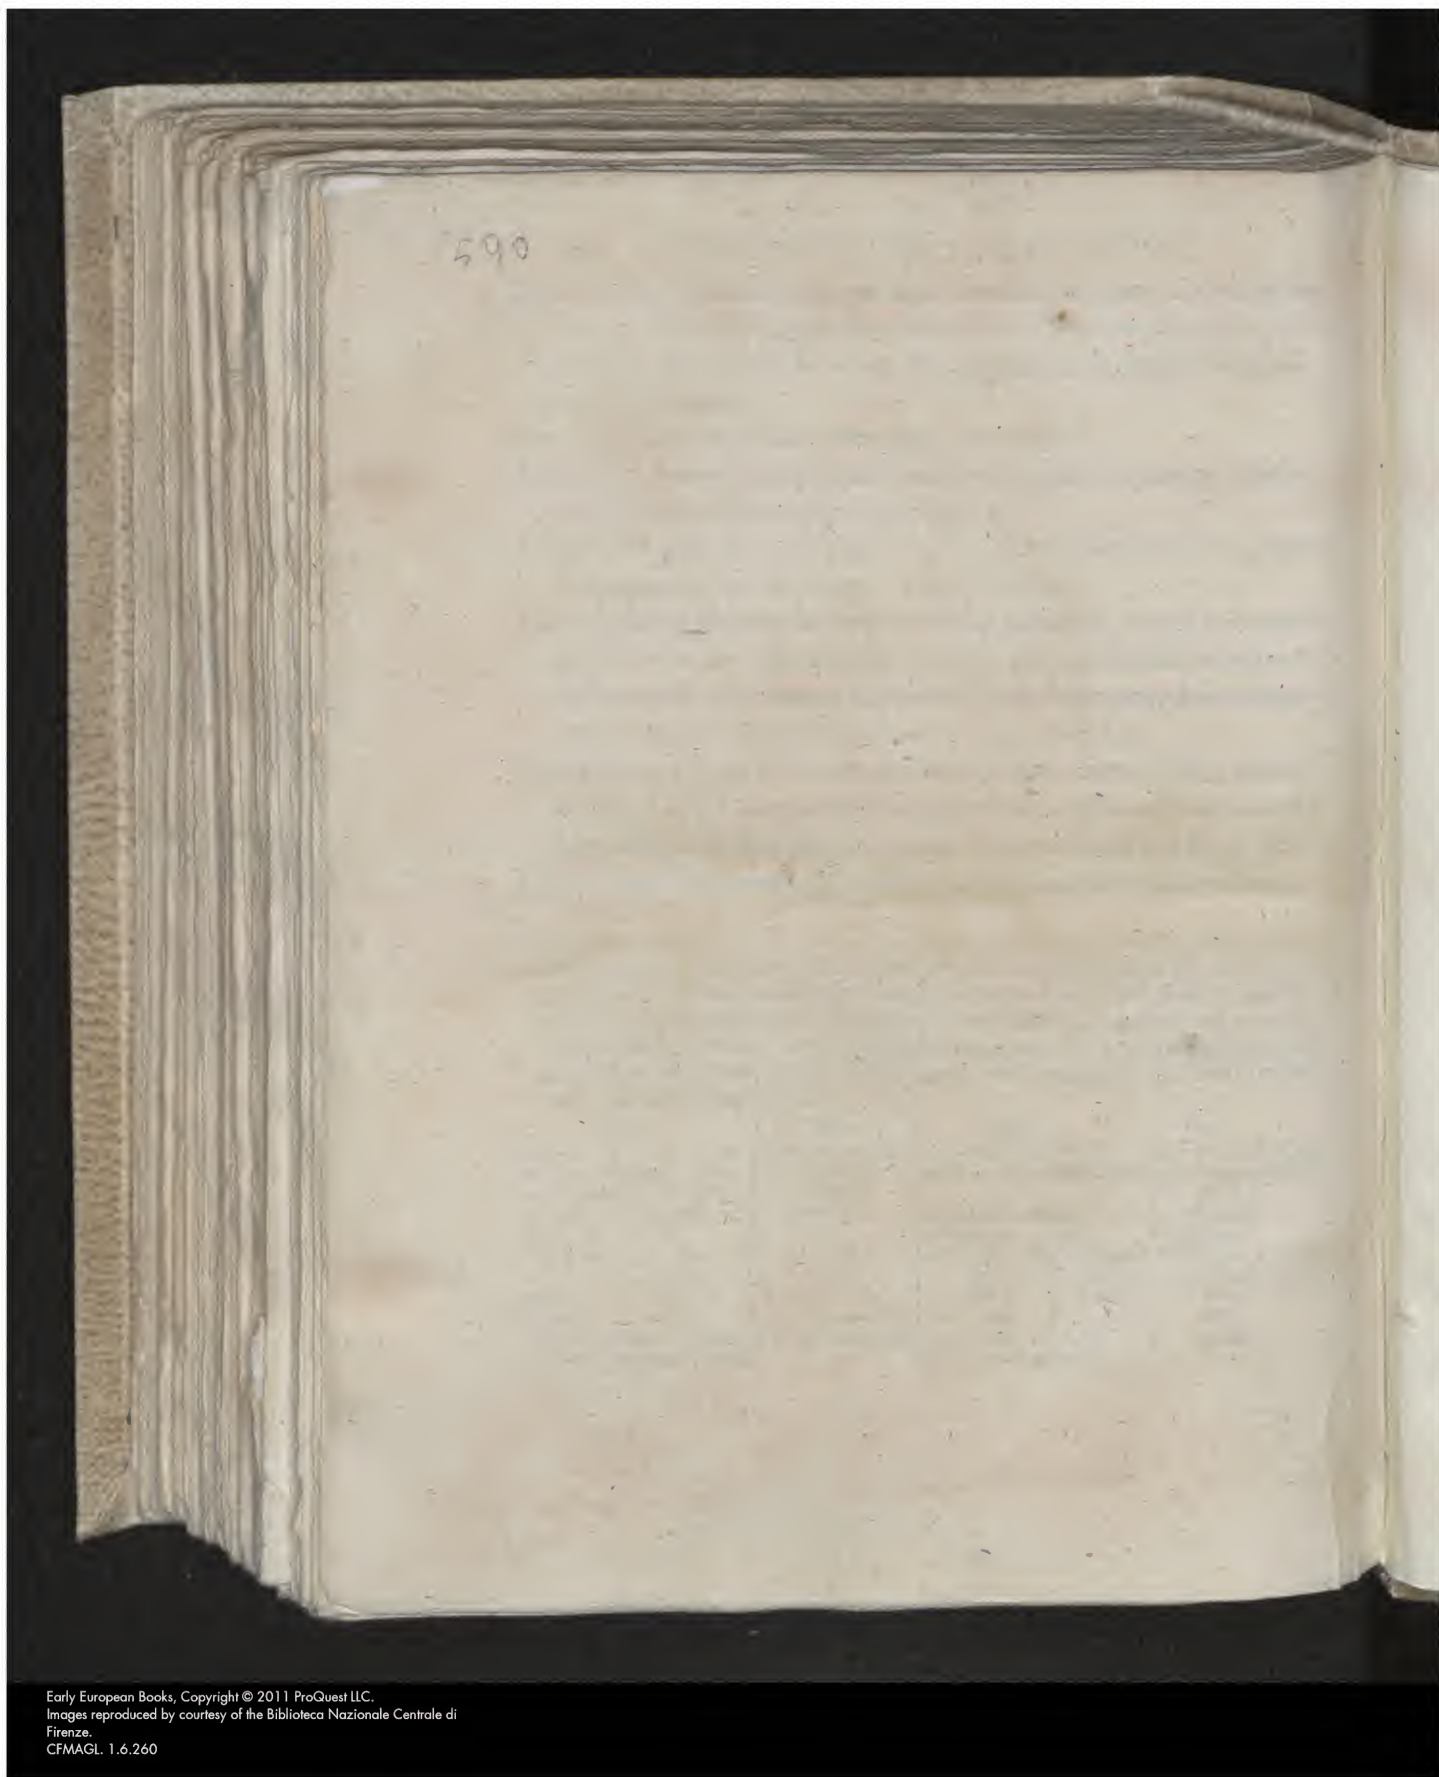 590
Early European Books, Copyright © 2011 ProQuest LLC.
Images reproduced by courtesy of the Biblioteca Nazionale Centrale di
Firenze.
CFMAGL. 1.6.260